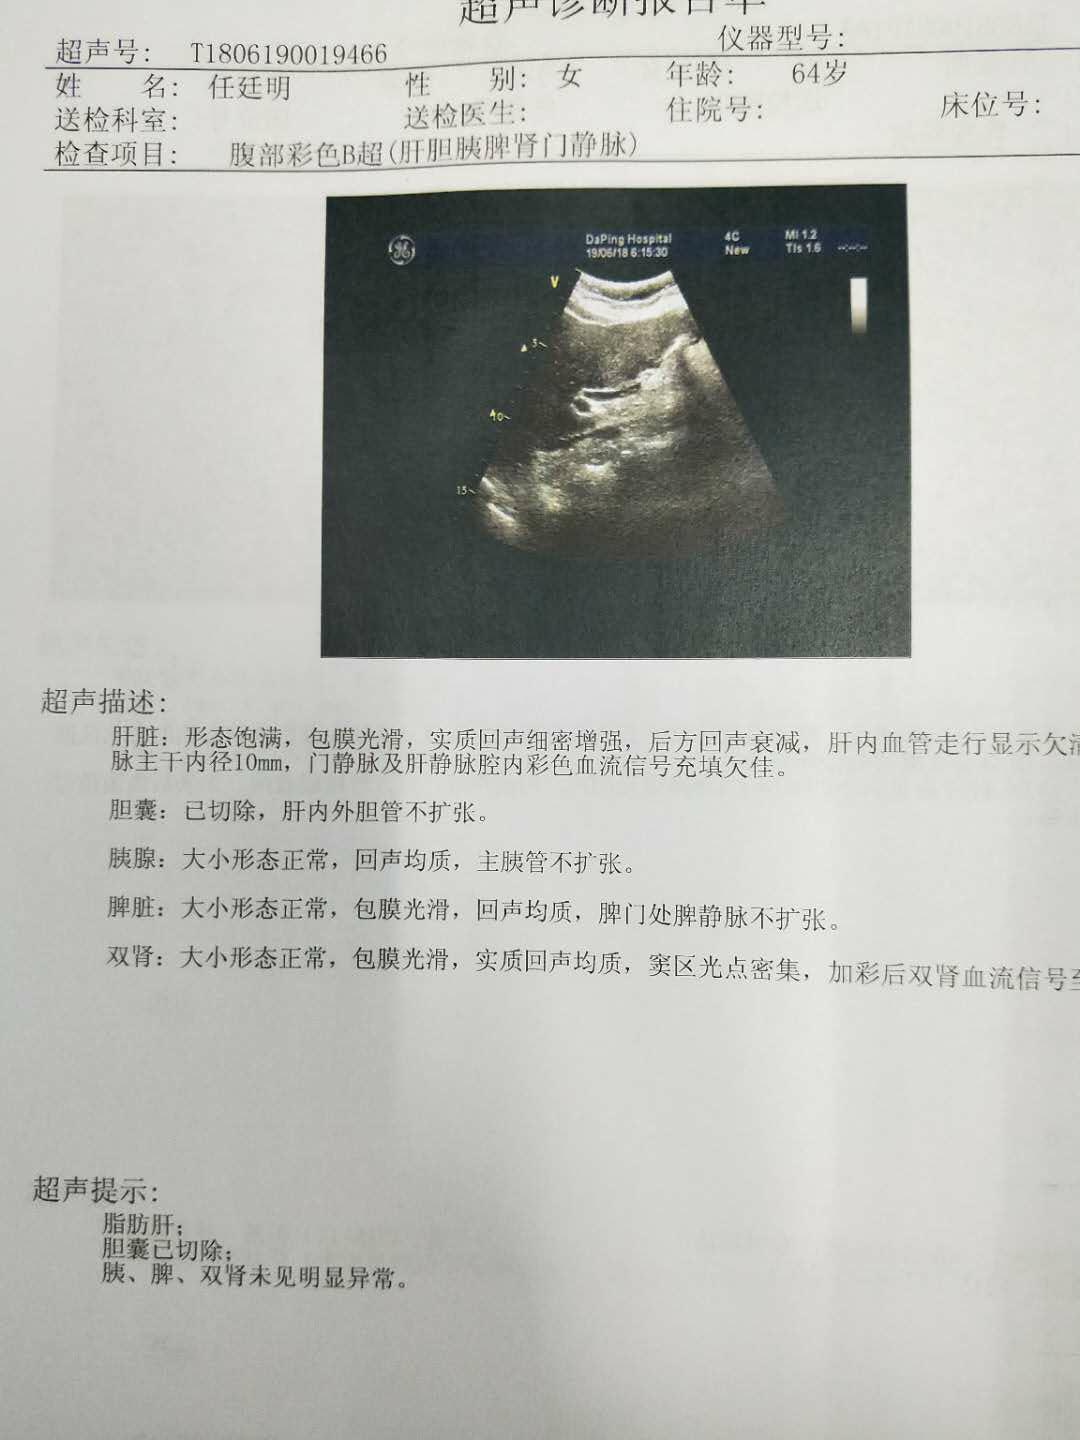 超声诊断报告单
超声号： T1806190019466 仪器型号：
姓 名： 任廷明 性 别： 女 年龄： 64岁
送检科室： 送检医生： 住院号： 床位号：
检查项目： 腹部彩色B超(肝胆胰脾肾门静脉)
DaPing Hospital 4C MI 1.2
19/06/18 6:15:30 New TIs 1.6 --:--:--
V
5
10
15
超声描述：
肝脏：形态饱满，包膜光滑，实质回声细密增强，后方回声衰减，肝内血管走行显示欠清
脉主干内径10mm，门静脉及肝静脉腔内彩色血流信号充填欠佳。
胆囊：已切除，肝内外胆管不扩张。
胰腺：大小形态正常，回声均质，主胰管不扩张。
脾脏：大小形态正常，包膜光滑，回声均质，脾门处脾静脉不扩张。
双肾：大小形态正常，包膜光滑，实质回声均质，窦区光点密集，加彩后双肾血流信号至
超声提示：
脂肪肝；
胆囊已切除；
胰、脾、双肾未见明显异常。